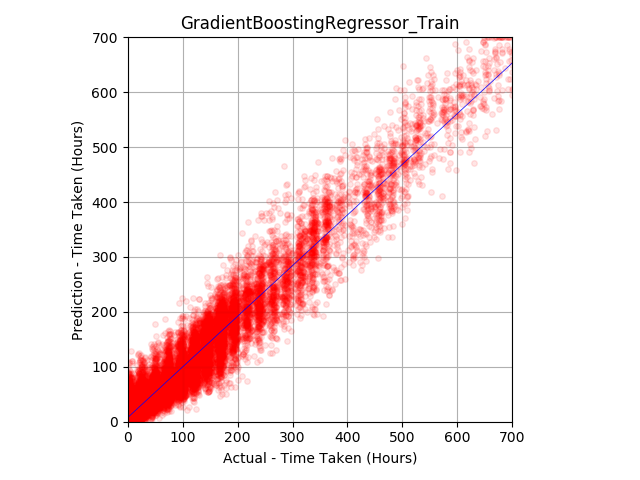 GradientBoostingRegressor_Train
Prediction - Time Taken (Hours)
700
600
500
400
300
200
100
0
0 100 200 300 400 500 600 700
Actual - Time Taken (Hours)